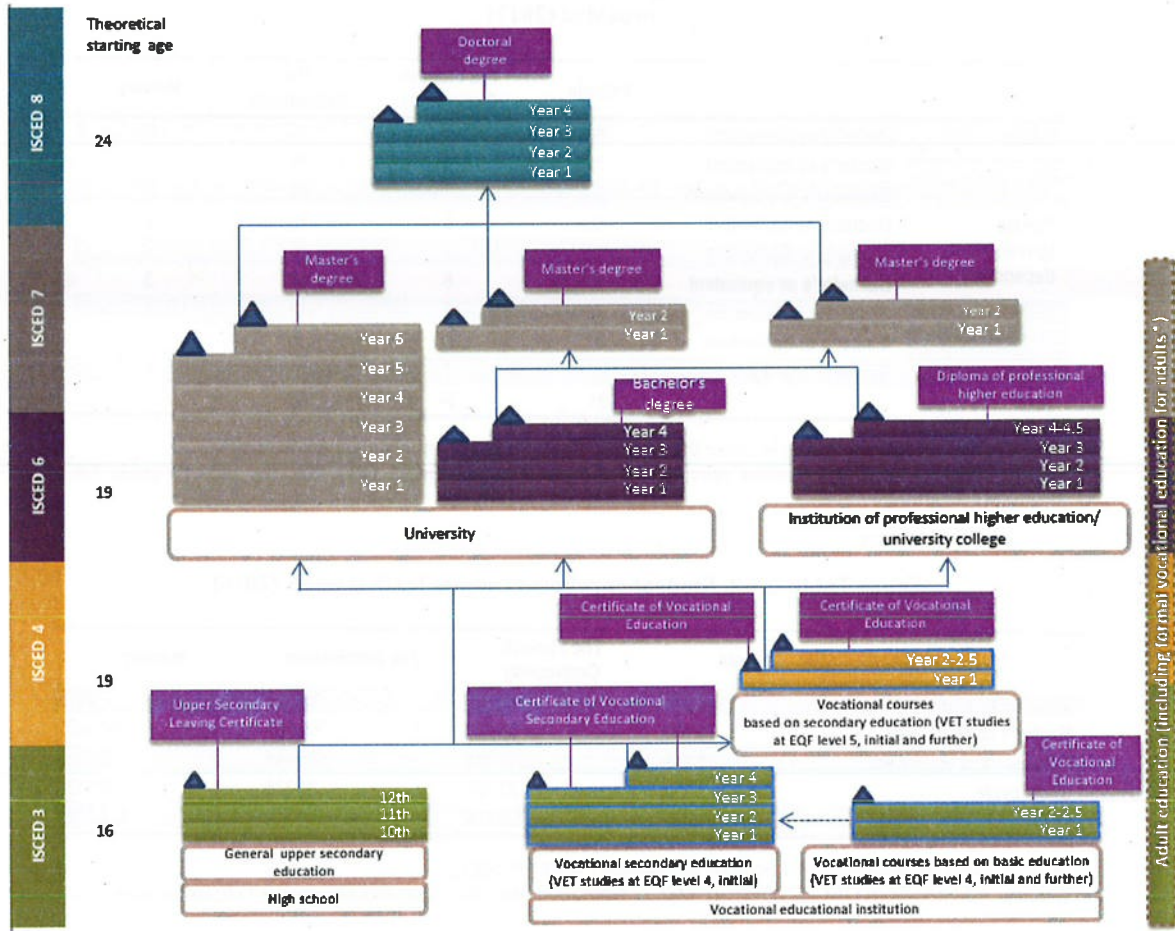 Theoretical
starting age
ISCED 8
24
Doctoral
degree
Year 4
Year 3
Year 2
Year 1
ISCED 7
Master's
degree
Master's degree
Master's degree
Year 6
Year 5
Year 4
Year 3
Year 2
Year 1
Year 2
Year 1
Year 2
Year 1
ISCED 6
19
Bachelor's
degree
Year 4
Year 3
Year 2
Year 1
Diploma of professional
higher education
Year 4-4.5
Year 3
Year 2
Year 1
University
Institution of professional higher education/
university college
ISCED 4
19
Certificate of Vocational
Education
Certificate of Vocational
Education
Year 2-2.5
Year 1
Vocational courses
based on secondary education (VET studies
at EQF level 5, initial and further)
Upper Secondary
Leaving Certificate
Certificate of Vocational
Secondary Education
Certificate of
Vocational
Education
ISCED 3
16
12th
11th
10th
General upper secondary
education
High school
Year 4
Year 3
Year 2
Year 1
Vocational secondary education
(VET studies at EQF level 4, initial)
Year 2-2.5
Year 1
Vocational courses based on basic education
(VET studies at EQF level 4, initial and further)
Vocational educational institution
Adult education (including formal vocational education for adults*)